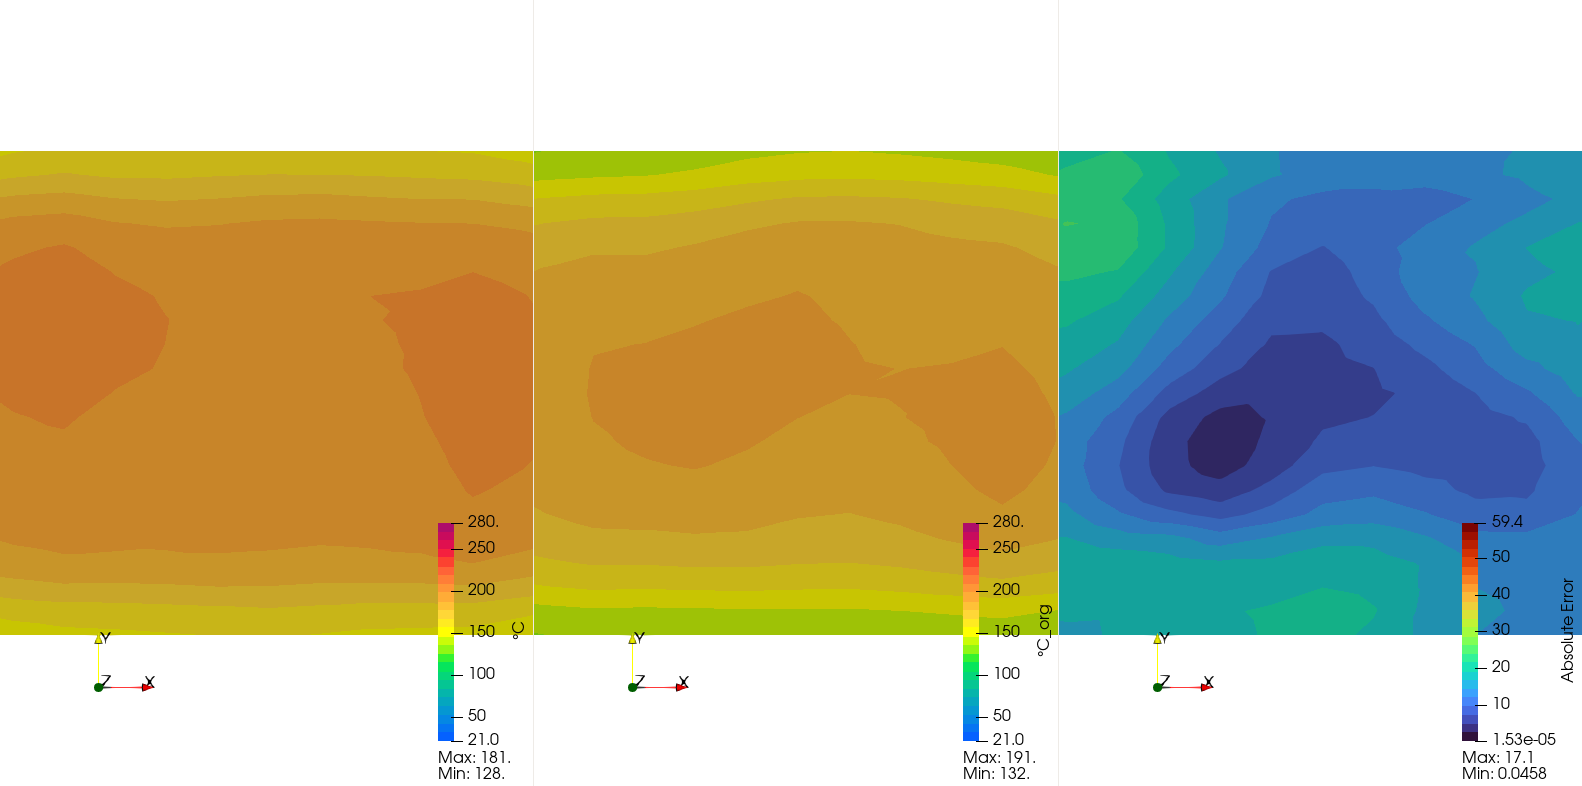 280.
250
200
150
100
50
21.0
°C
Max: 181.
Min: 128.
Y
Z
X
280.
250
200
150
100
50
21.0
°C_org
Max: 191.
Min: 132.
Y
Z
X
59.4
50
40
30
20
10
1.53e-05
Absolute Error
Max: 17.1
Min: 0.0458
Y
Z
X